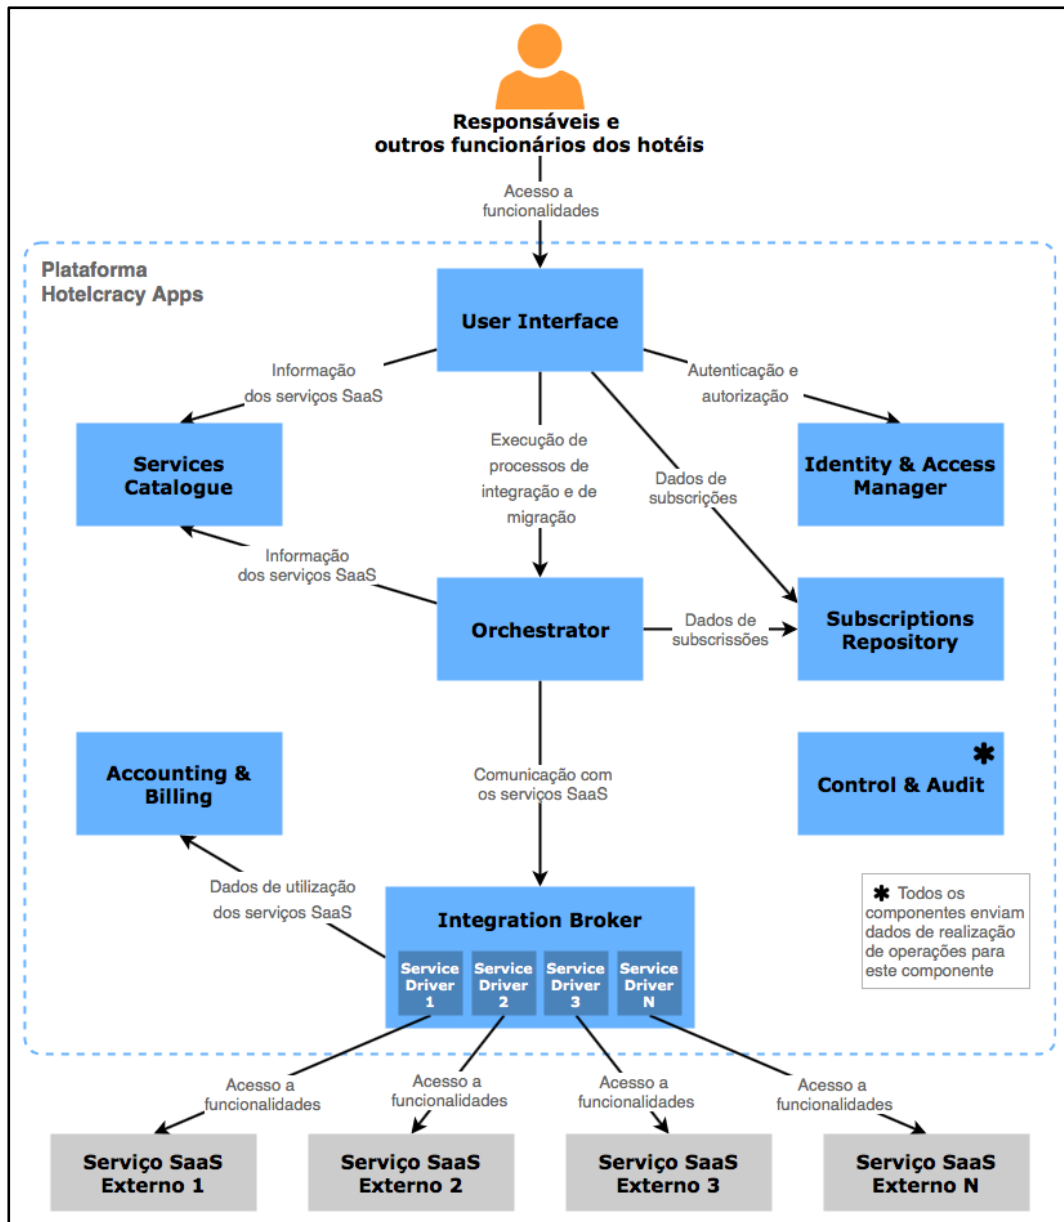 Responsáveis e
outros funcionários dos hotéis
Acesso a
funcionalidades
Plataforma
Hotelcracy Apps
User Interface
Informação
dos serviços SaaS
Autenticação e
autorização
Services
Catalogue
Execução de
processos de
integração e de
migração
Dados de
subscrições
Identity & Access
Manager
Informação
dos serviços SaaS
Orchestrator
Dados de
subscrissões
Subscriptions
Repository
Accounting &
Billing
Comunicação com
os serviços SaaS
Control & Audit
✱
Dados de utilização
dos serviços SaaS
Integration Broker
Service
Driver
1
Service
Driver
2
Service
Driver
3
Service
Driver
N
✱ Todos os
componentes enviam
dados de realização
de operações para
este componente
Acesso a
funcionalidades
Acesso a
funcionalidades
Acesso a
funcionalidades
Acesso a
funcionalidades
Serviço SaaS
Externo 1
Serviço SaaS
Externo 2
Serviço SaaS
Externo 3
Serviço SaaS
Externo N